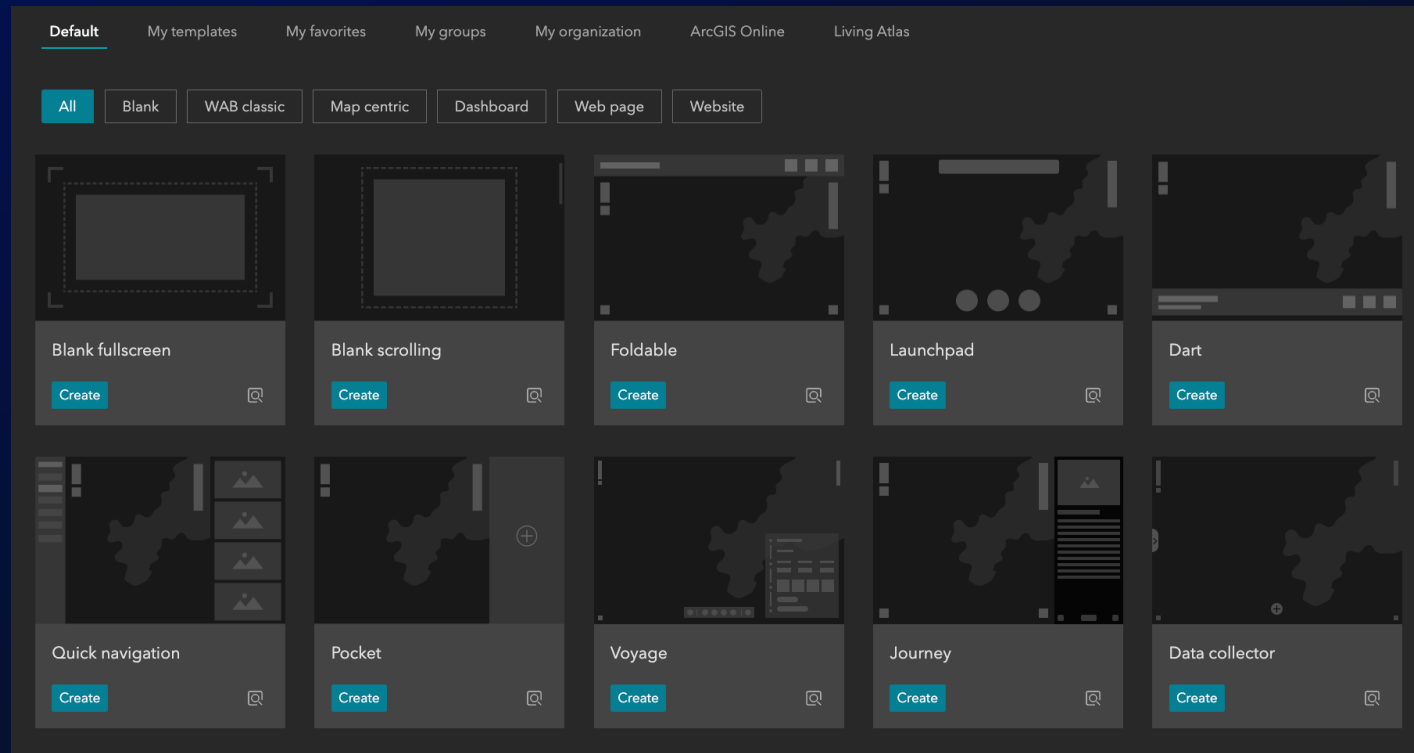 Default My templates My favorites My groups My organization ArcGIS Online Living Atlas
All Blank WAB classic Map centric Dashboard Web page Website
Blank fullscreen Blank scrolling Foldable Launchpad Dart
Create Create Create Create Create
Quick navigation Pocket Voyage Journey Data collector
Create Create Create Create Create